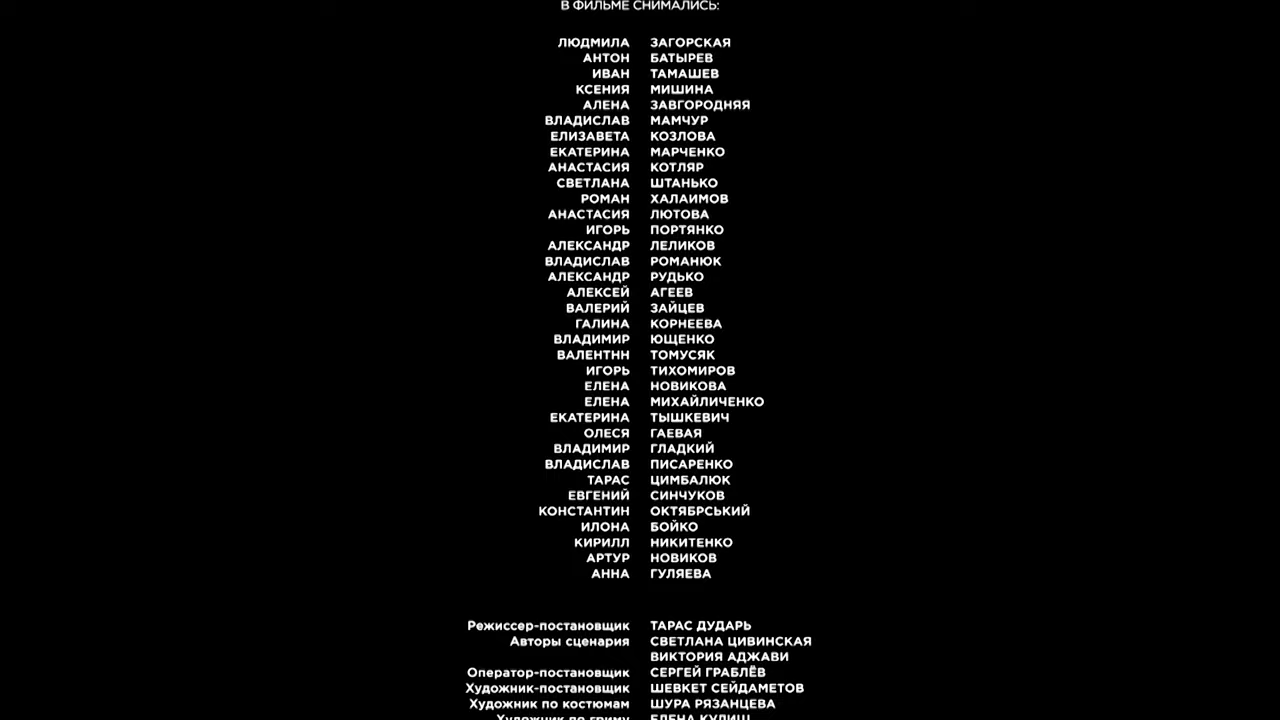 В ФИЛЬМЕ СНИМАЛИСЬ:
ЛЮДМИЛА ЗАГОРСКАЯ
АНТОН БАТЫРЕВ
ИВАН ТАМАШЕВ
КСЕНИЯ МИШИНА
АЛЕНА ЗАВГОРОДНЯЯ
ВЛАДИСЛАВ МАМЧУР
ЕЛИЗАВЕТА КОЗЛОВА
ЕКАТЕРИНА МАРЧЕНКО
АНАСТАСИЯ КОТЛЯР
СВЕТЛАНА ШТАНЬКО
РОМАН ХАЛАИМОВ
АНАСТАСИЯ ЛЮТОВА
ИГОРЬ ПОРТЯНКО
АЛЕКСАНДР ЛЕЛИКОВ
ВЛАДИСЛАВ РОМАНЮК
АЛЕКСАНДР РУДЬКО
АЛЕКСЕЙ АГЕЕВ
ВАЛЕРИЙ ЗАЙЦЕВ
ГАЛИНА КОРНЕЕВА
ВЛАДИМИР ЮЩЕНКО
ВАЛЕНТНН ТОМУСЯК
ИГОРЬ ТИХОМИРОВ
ЕЛЕНА НОВИКОВА
ЕЛЕНА МИХАЙЛИЧЕНКО
ЕКАТЕРИНА ТЫШКЕВИЧ
ОЛЕСЯ ГАЕВАЯ
ВЛАДИМИР ГЛАДКИЙ
ВЛАДИСЛАВ ПИСАРЕНКО
ТАРАС ЦИМБАЛЮК
ЕВГЕНИЙ СИНЧУКОВ
КОНСТАНТИН ОКТЯБРСЬКИЙ
ИЛОНА БОЙКО
КИРИЛЛ НИКИТЕНКО
АРТУР НОВИКОВ
АННА ГУЛЯЕВА
Режиссер-постановщик ТАРАС ДУДАРЬ
Авторы сценария СВЕТЛАНА ЦИВИНСКАЯ
ВИКТОРИЯ АДЖАВИ
Оператор-постановщик СЕРГЕЙ ГРАБЛЁВ
Художник-постановщик ШЕВКЕТ СЕЙДАМЕТОВ
Художник по костюмам ШУРА РЯЗАНЦЕВА
Художник по гриму ЕЛЕНА КУЛИШ